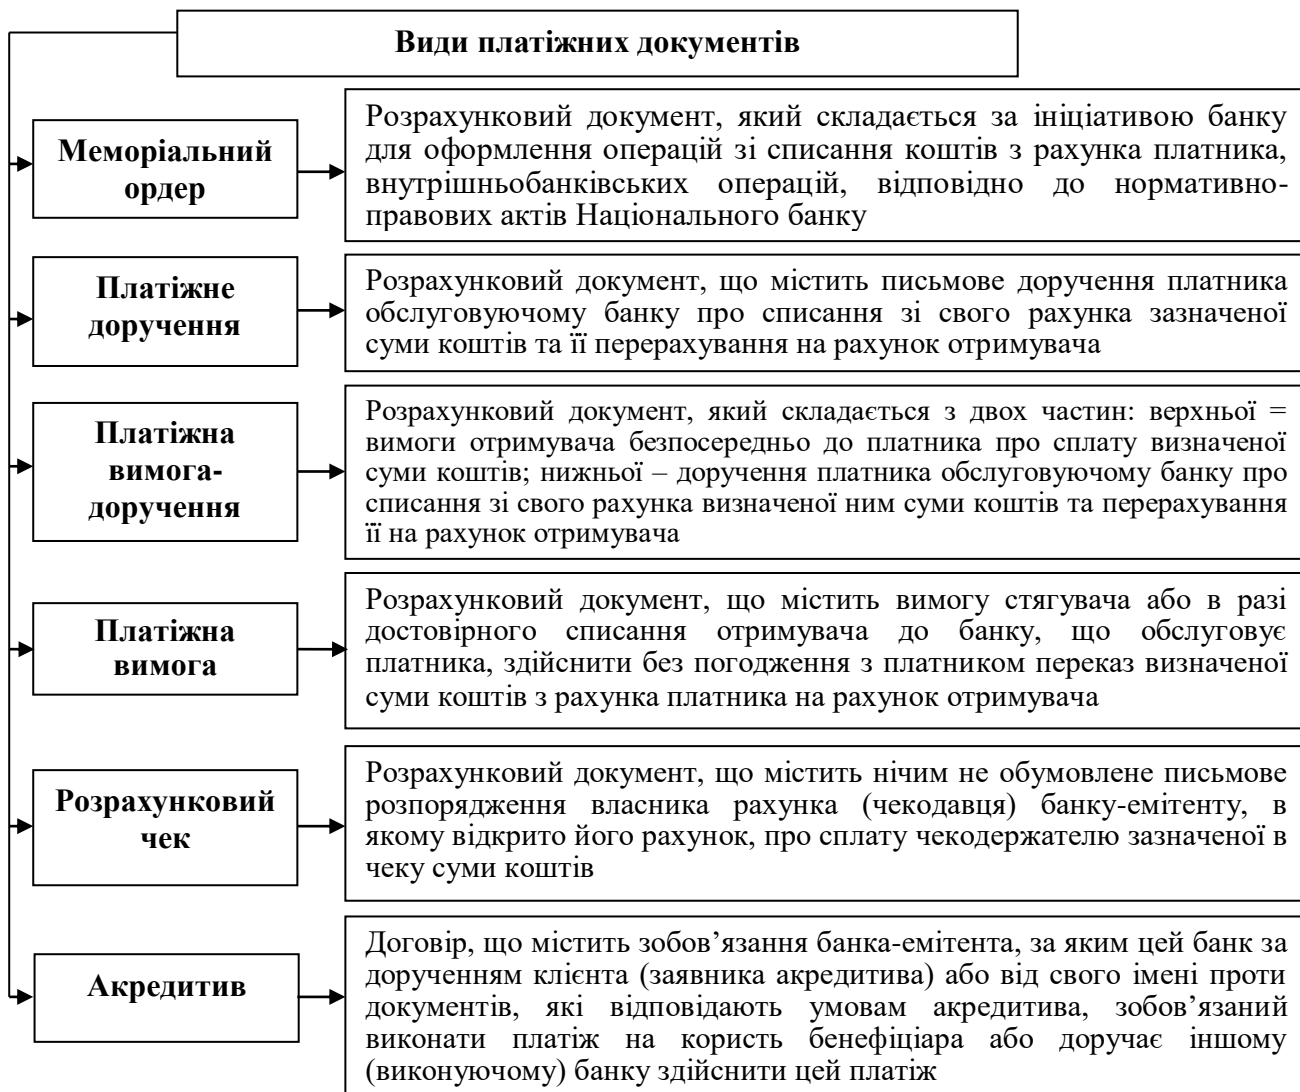 Види платіжних документів
Меморіальний
ордер
Розрахунковий документ, який складається за ініціативою банку
для оформлення операцій зі списання коштів з рахунка платника,
внутрішньобанківських операцій, відповідно до нормативно-
правових актів Національного банку
Платіжне
доручення
Розрахунковий документ, що містить письмове доручення платника
обслуговуючому банку про списання зі свого рахунка зазначеної
суми коштів та її перерахування на рахунок отримувача
Платіжна
вимога-
доручення
Розрахунковий документ, який складається з двох частин: верхньої =
вимоги отримувача безпосередньо до платника про сплату визначеної
суми коштів; нижньої – доручення платника обслуговуючому банку про
списання зі свого рахунка визначеної ним суми коштів та перерахування
її на рахунок отримувача
Платіжна
вимога
Розрахунковий документ, що містить вимогу стягувача або в разі
достовірного списання отримувача до банку, що обслуговує
платника, здійснити без погодження з платником переказ визначеної
суми коштів з рахунка платника на рахунок отримувача
Розрахунковий
чек
Розрахунковий документ, що містить нічим не обумовлене письмове
розпорядження власника рахунка (чекодавця) банку-емітенту, в
якому відкрито його рахунок, про сплату чекодержателю зазначеної в
чеку суми коштів
Акредитив
Договір, що містить зобов’язання банка-емітента, за яким цей банк за
дорученням клієнта (заявника акредитива) або від свого імені проти
документів, які відповідають умовам акредитива, зобов’язаний
виконати платіж на користь бенефіціара або доручає іншому
(виконуючому) банку здійснити цей платіж